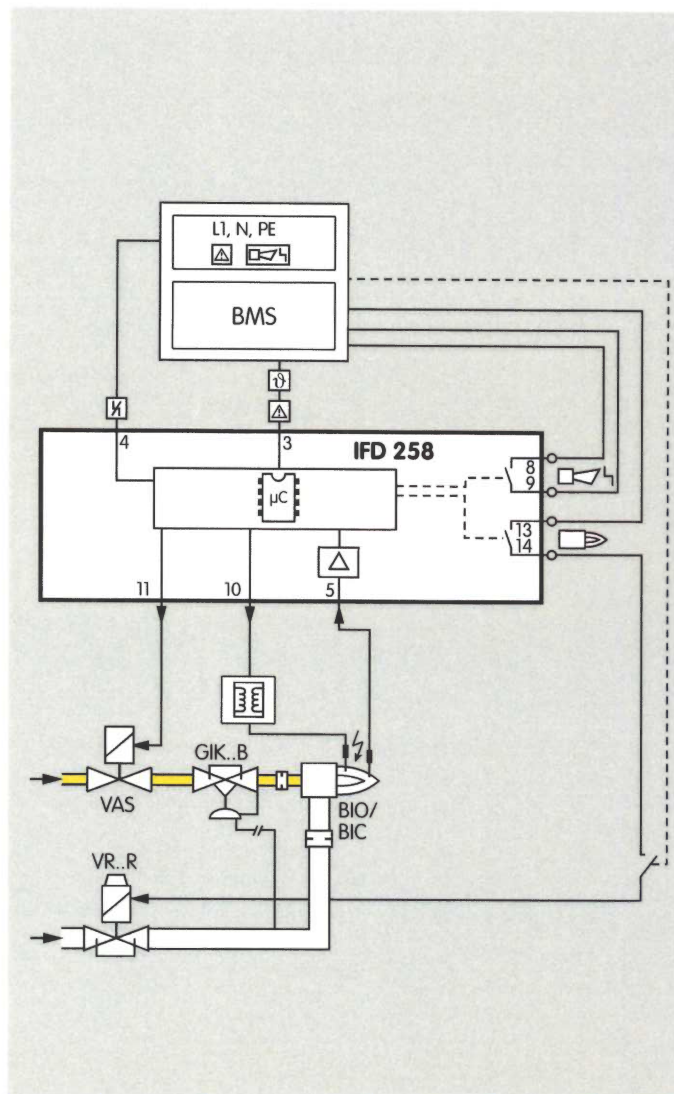 L1, N, PE
BMS
ϑ
4
3
IFD 258
8
9
µC
13
14
11
10
5
GIK..B
VAS
BIO/
BIC
VR..R